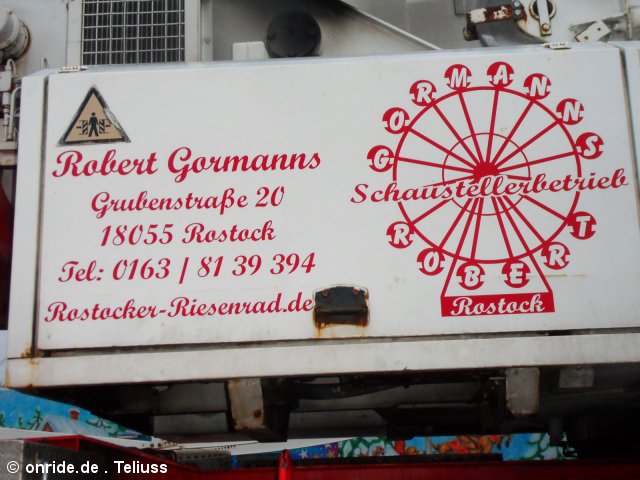 Robert Gormanns
Grubenstraße 20
18055 Rostock
Tel: 0163 / 81 39 394
Rostocker-Riesenrad.de
GORMANNS
Schaustellerbetrieb
ROBERT
Rostock
© onride.de . Teliuss